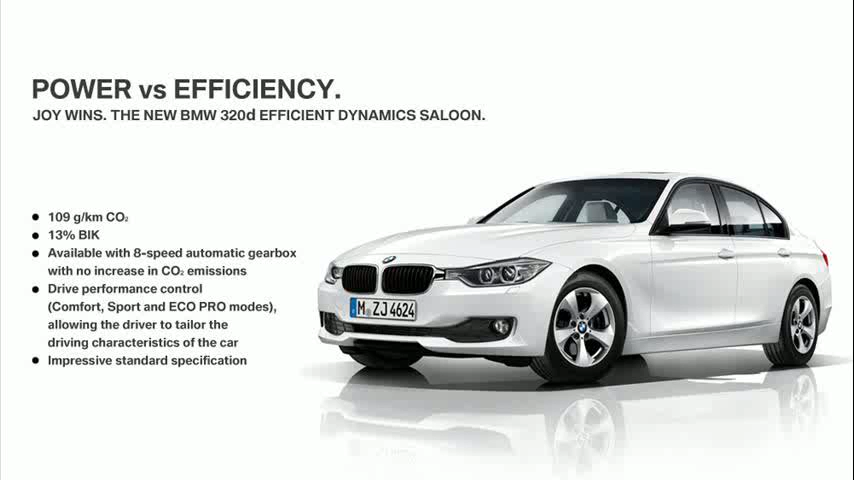 POWER vs EFFICIENCY.
JOY WINS. THE NEW BMW 320d EFFICIENT DYNAMICS SALOON.
• 109 g/km CO₂
• 13% BIK
• Available with 8-speed automatic gearbox
with no increase in CO₂ emissions
• Drive performance control
(Comfort, Sport and ECO PRO modes),
allowing the driver to tailor the
driving characteristics of the car
• Impressive standard specification
M ZJ 4624